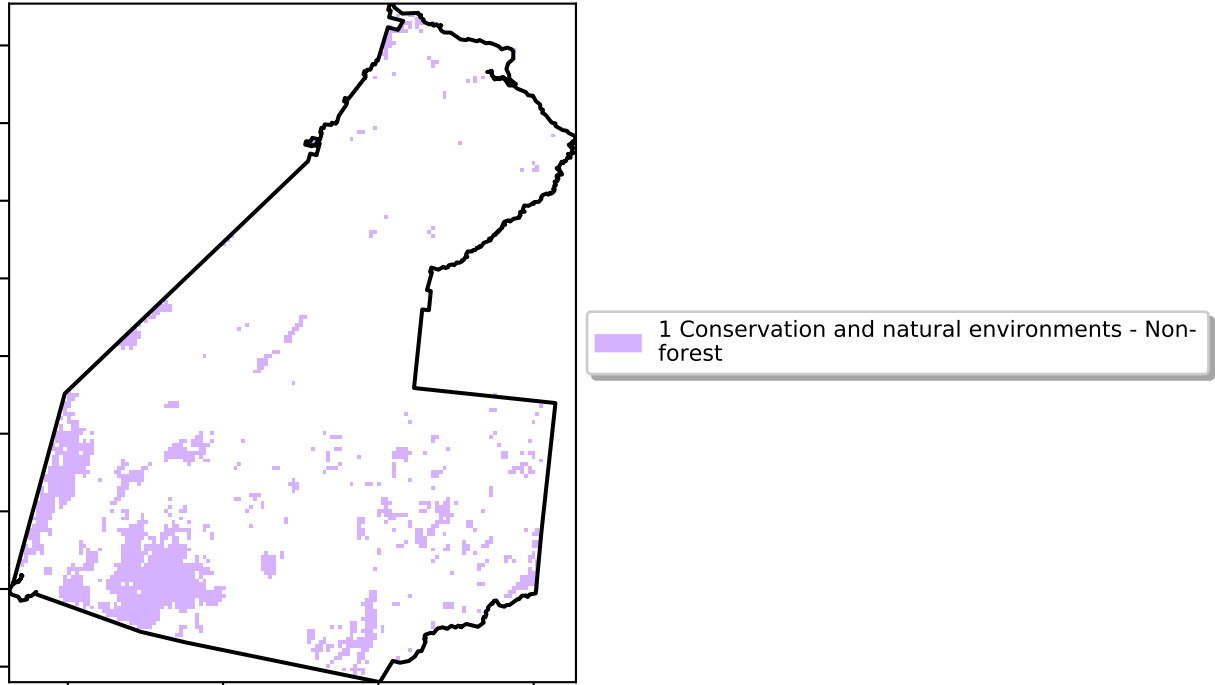 1 Conservation and natural environments - Non-
forest